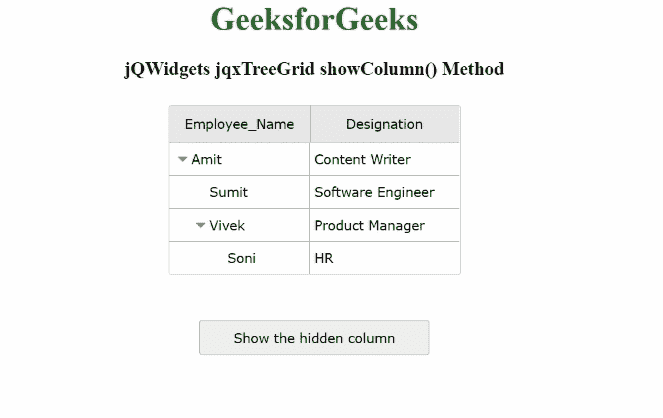 GeeksforGeeks
jQWidgets jqxTreeGrid showColumn() Method
Employee_Name Designation
Amit Content Writer
Sumit Software Engineer
Vivek Product Manager
Soni HR
Show the hidden column